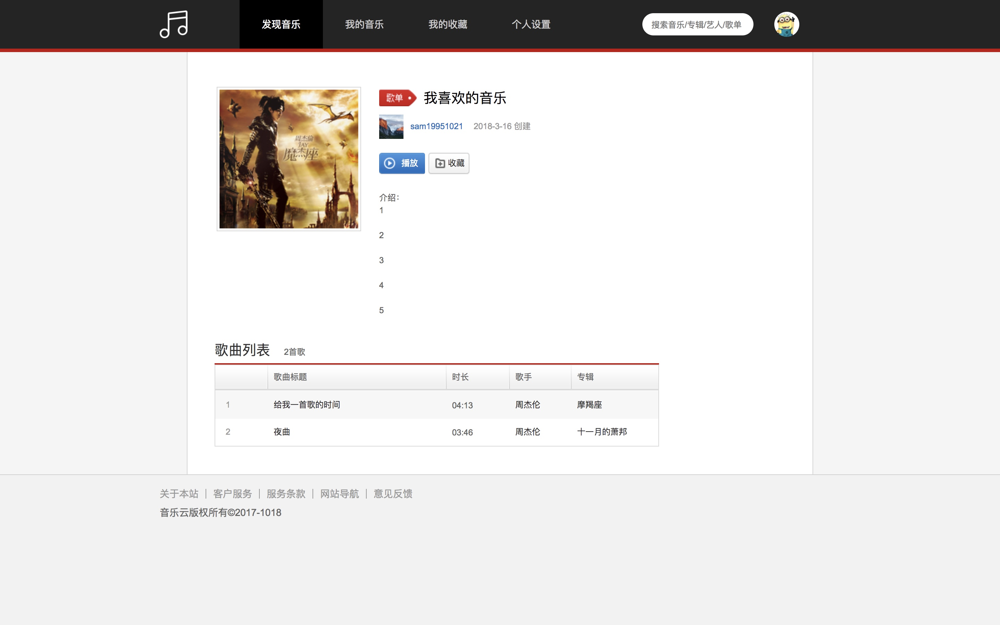 发现音乐
我的音乐
我的收藏
个人设置
搜索音乐/专辑/艺人/歌单
歌单
我喜欢的音乐
周杰倫
JAY
魔杰座
sam19951021 2018-3-16 创建
播放
收藏
介绍：
1
2
3
4
5
歌曲列表 2首歌
歌曲标题 时长 歌手 专辑
1 给我一首歌的时间 04:13 周杰伦 摩羯座
2 夜曲 03:46 周杰伦 十一月的萧邦
关于本站 | 客户服务 | 服务条款 | 网站导航 | 意见反馈
音乐云版权所有©2017-1018